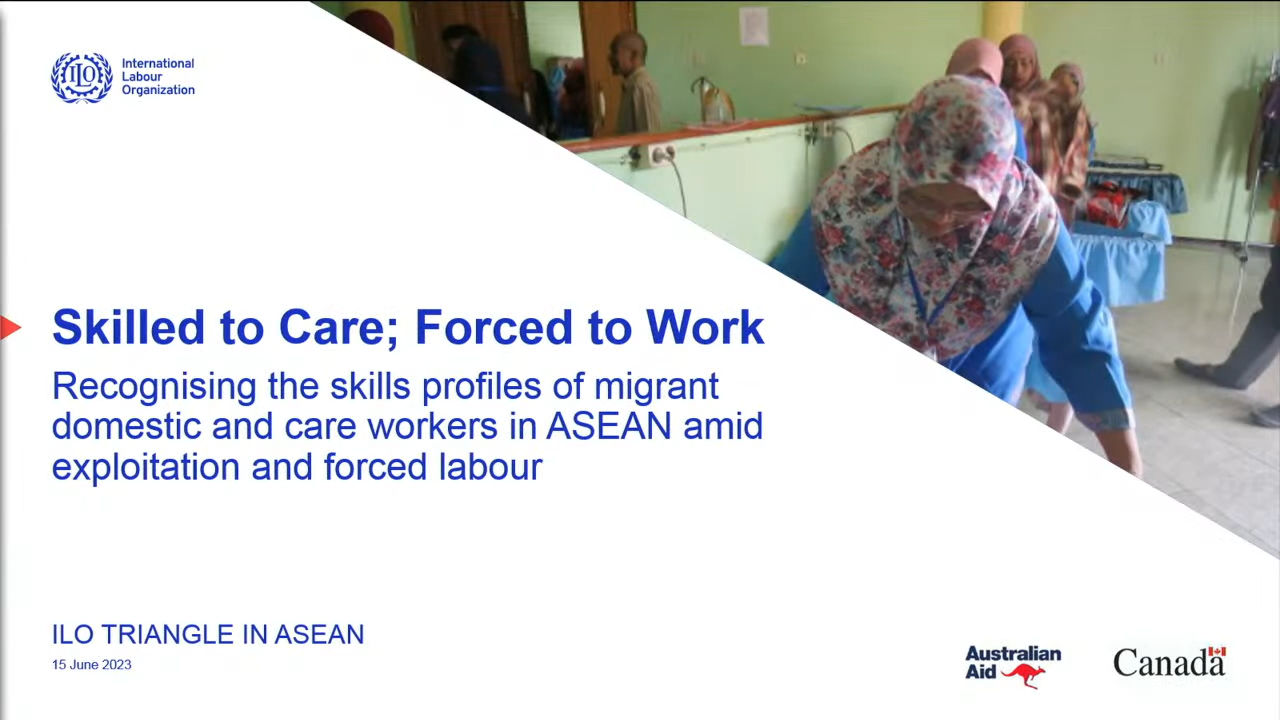 International
Labour
Organization
Skilled to Care; Forced to Work
Recognising the skills profiles of migrant
domestic and care workers in ASEAN amid
exploitation and forced labour
ILO TRIANGLE IN ASEAN
15 June 2023
Australian
Aid
Canada